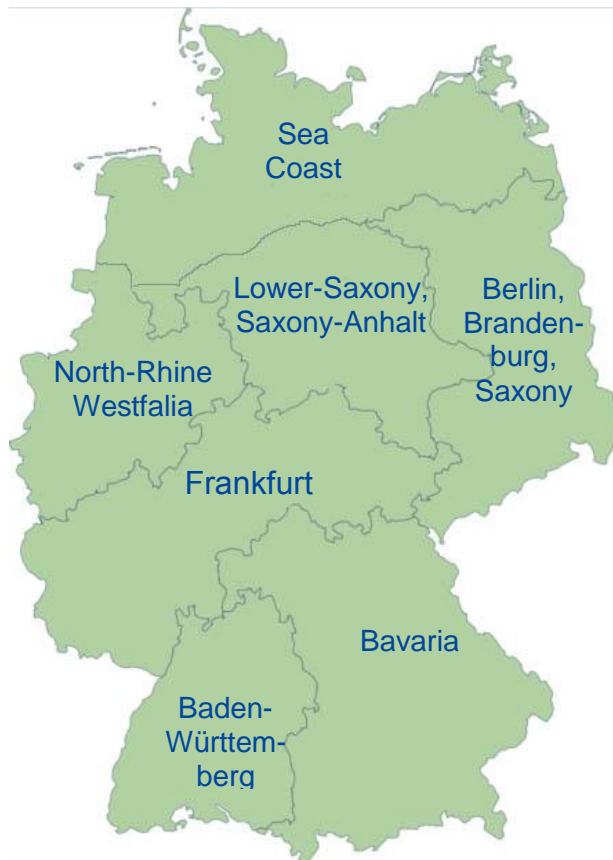 Sea
Coast
Lower-Saxony,
Saxony-Anhalt
Berlin,
Branden-
burg,
Saxony
North-Rhine
Westfalia
Frankfurt
Bavaria
Baden-
Württem-
berg